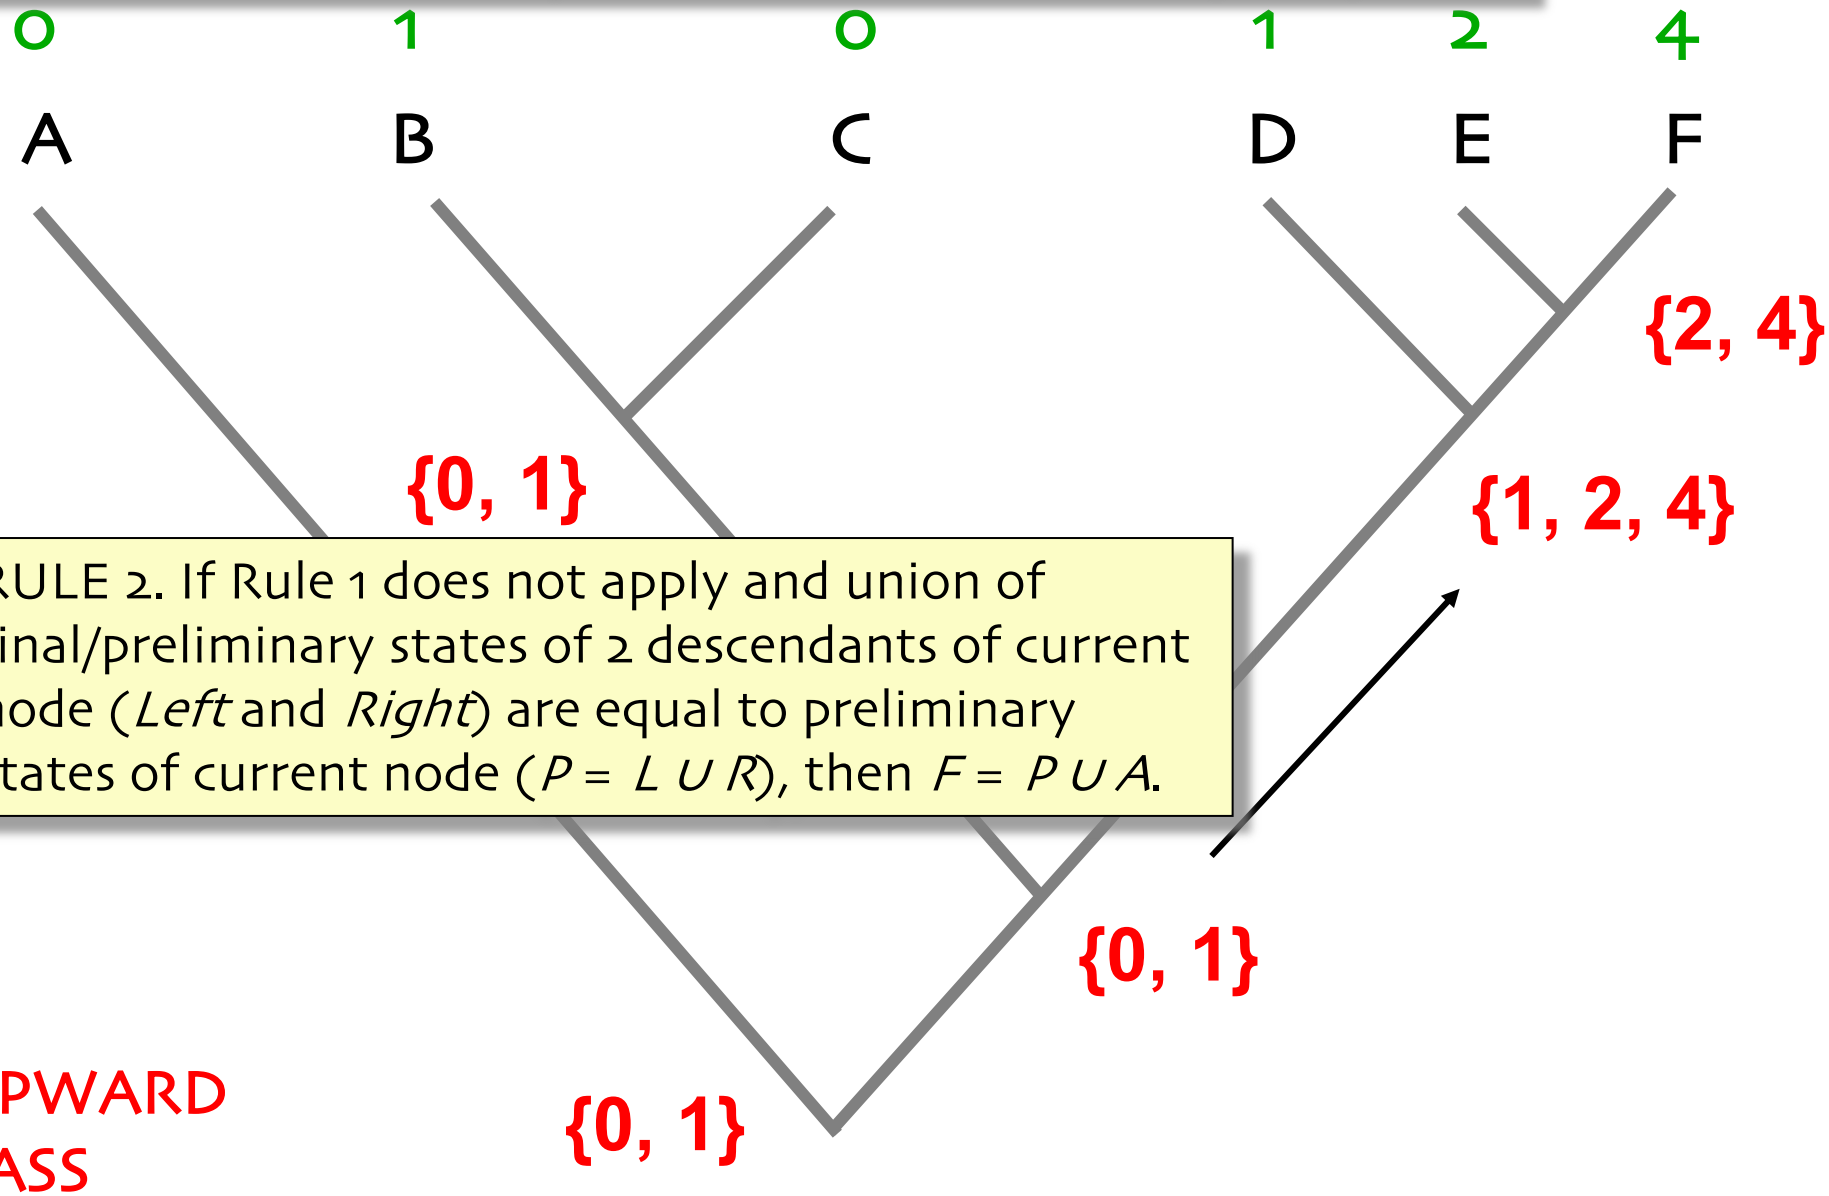 0 1 0 1 2 4
A B C D E F
{2, 4}
{0, 1}
{1, 2, 4}
RULE 2. If Rule 1 does not apply and union of
inal/preliminary states of 2 descendants of current
node (Left and Right) are equal to preliminary
tates of current node (P = L ∪ R), then F = P ∪ A.
{0, 1}
{0, 1}
PWARD
ASS